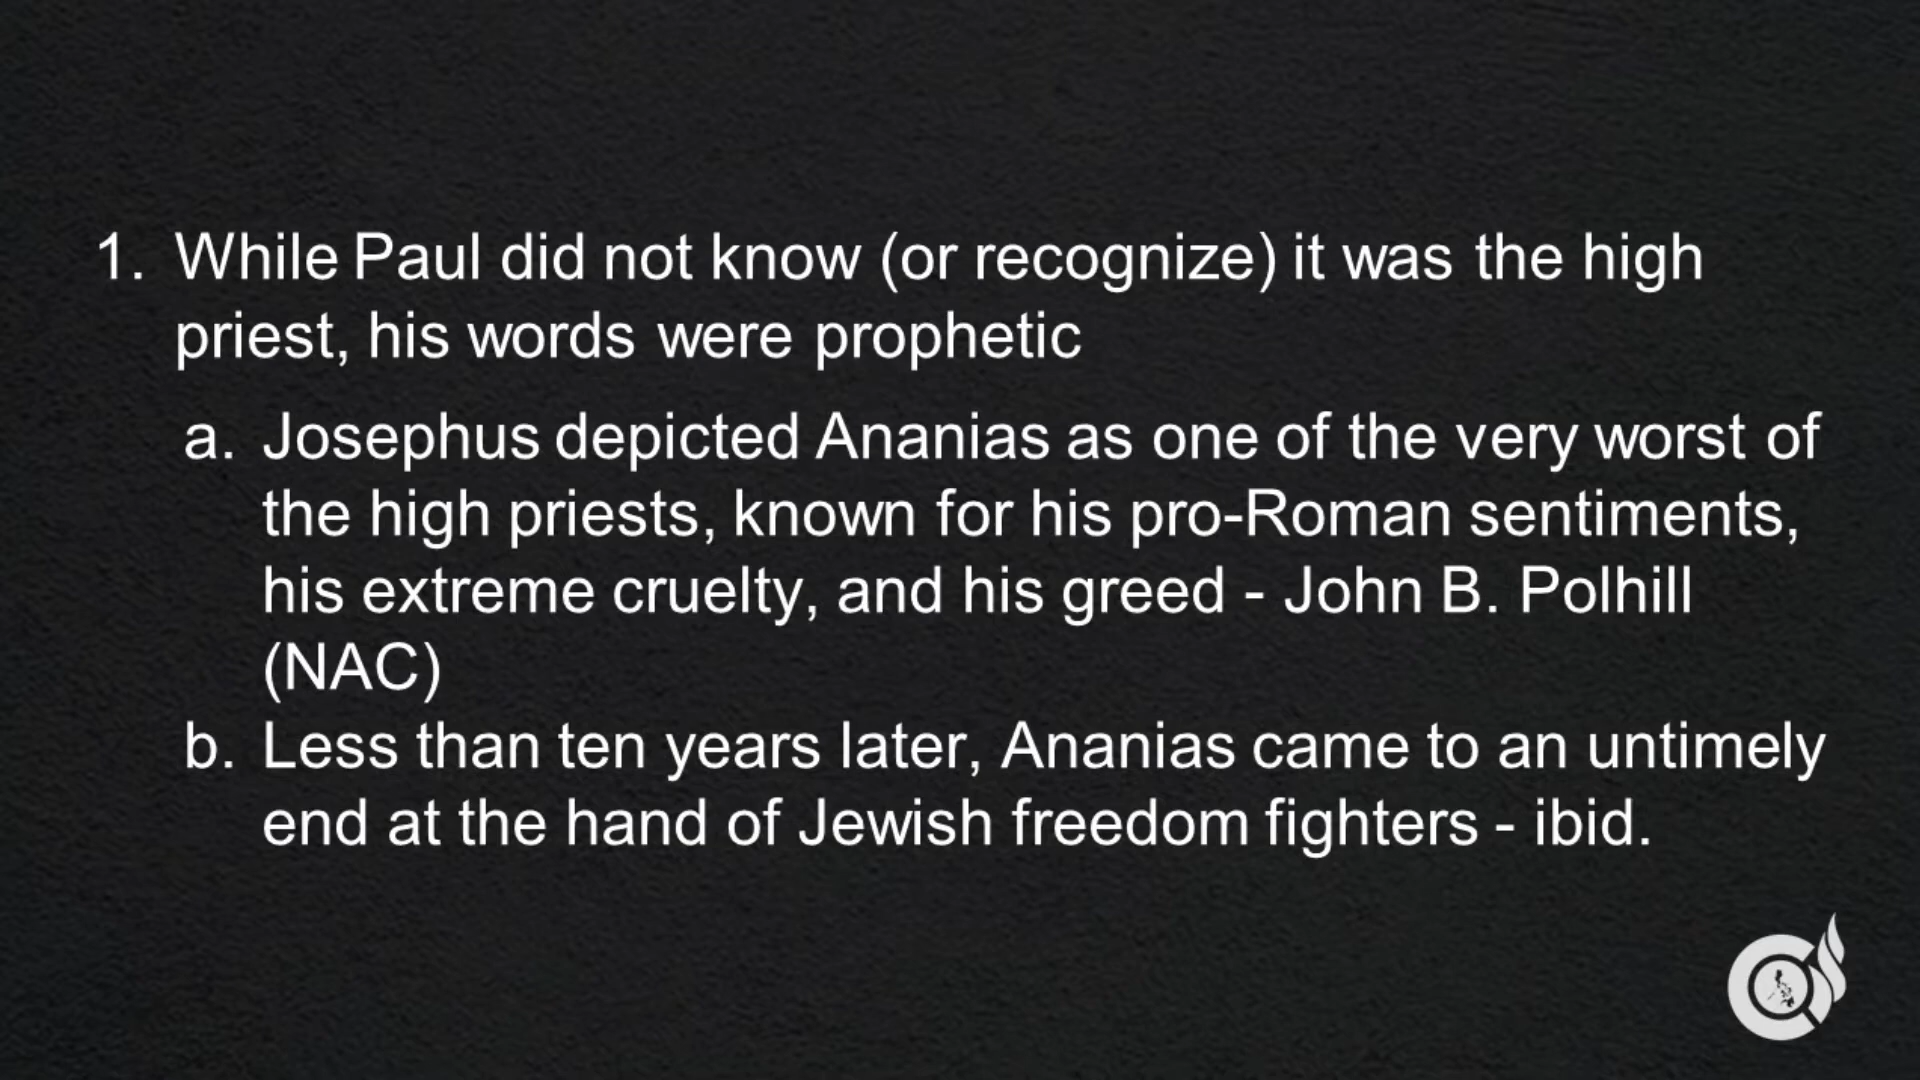 1. While Paul did not know (or recognize) it was the high
priest, his words were prophetic
a. Josephus depicted Ananias as one of the very worst of
the high priests, known for his pro-Roman sentiments,
his extreme cruelty, and his greed - John B. Polhill
(NAC)
b. Less than ten years later, Ananias came to an untimely
end at the hand of Jewish freedom fighters - ibid.